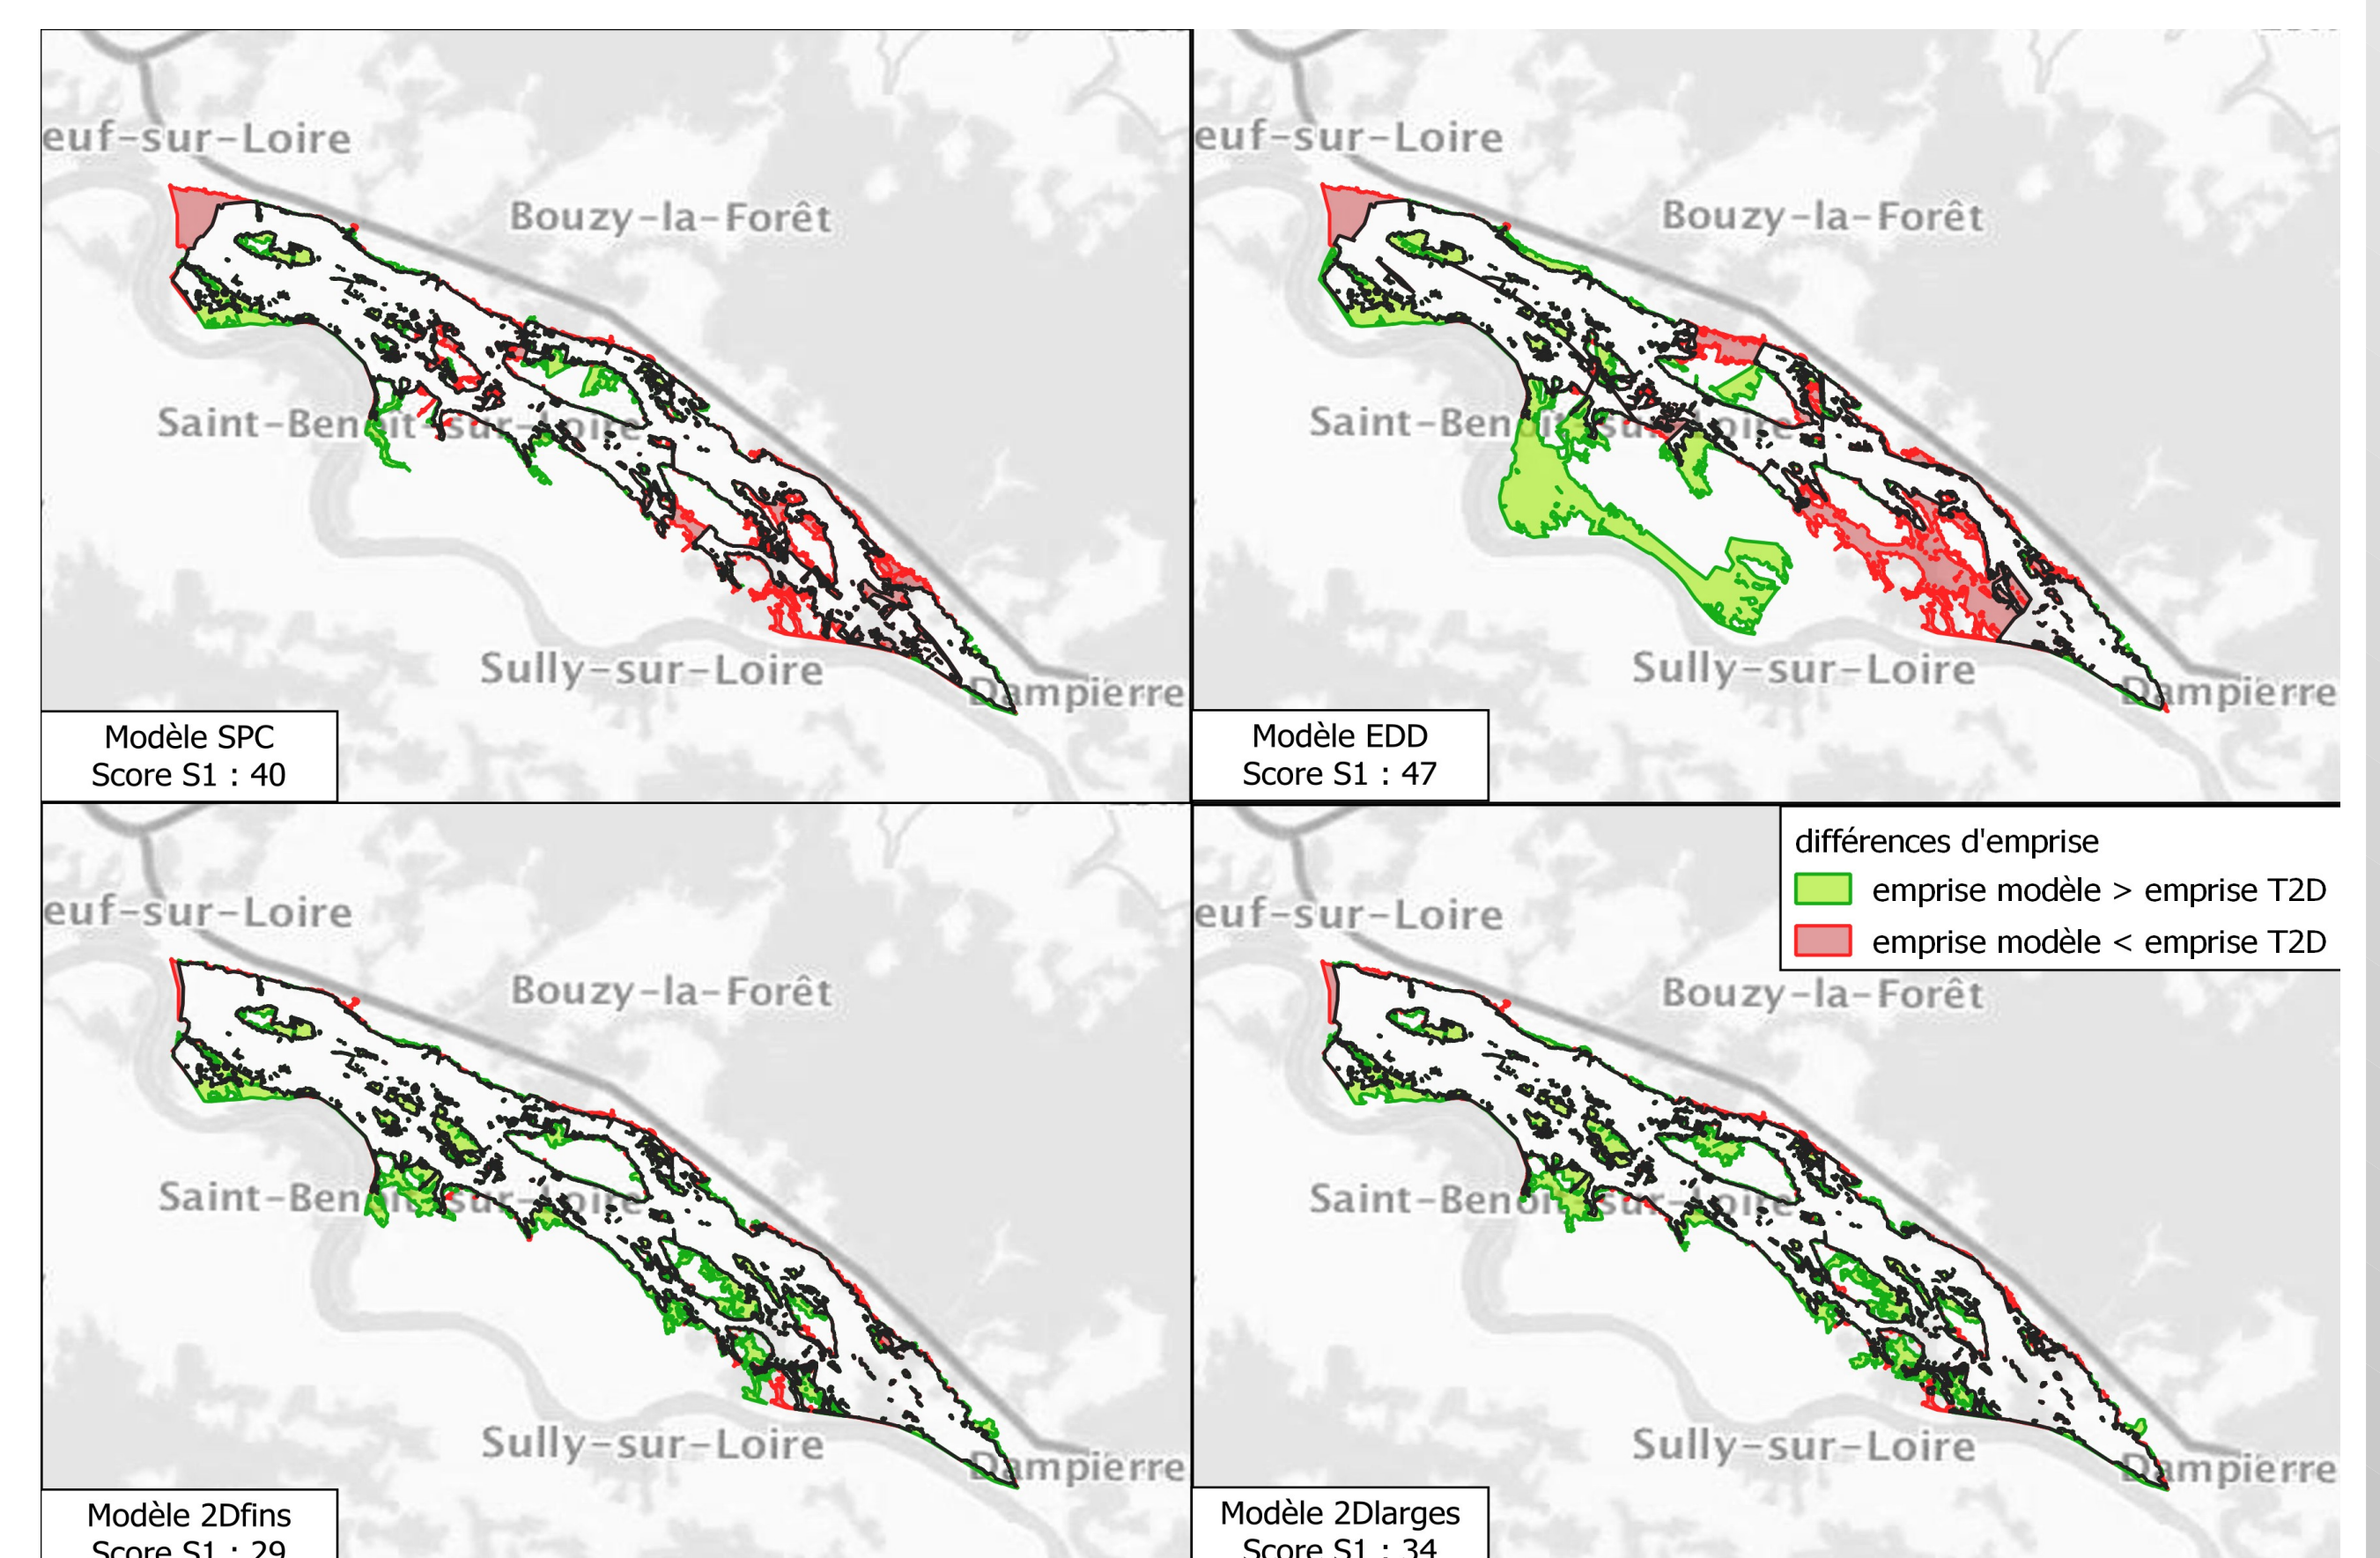 euf-sur-Loire
Bouzy-la-Forêt
Saint-Benoît-sur-Loire
Sully-sur-Loire
Dampierre
Modèle SPC
Score S1 : 40
euf-sur-Loire
Bouzy-la-Forêt
Saint-Benoît-sur-Loire
Sully-sur-Loire
Dampierre
Modèle EDD
Score S1 : 47
euf-sur-Loire
Bouzy-la-Forêt
Saint-Benoît-sur-Loire
Sully-sur-Loire
Dampierre
Modèle 2Dfins
Score S1 : 29
différences d'emprise
emprise modèle > emprise T2D
emprise modèle < emprise T2D
euf-sur-Loire
Bouzy-la-Forêt
Saint-Benoît-sur-Loire
Sully-sur-Loire
Dampierre
Modèle 2Dlarges
Score S1 : 34